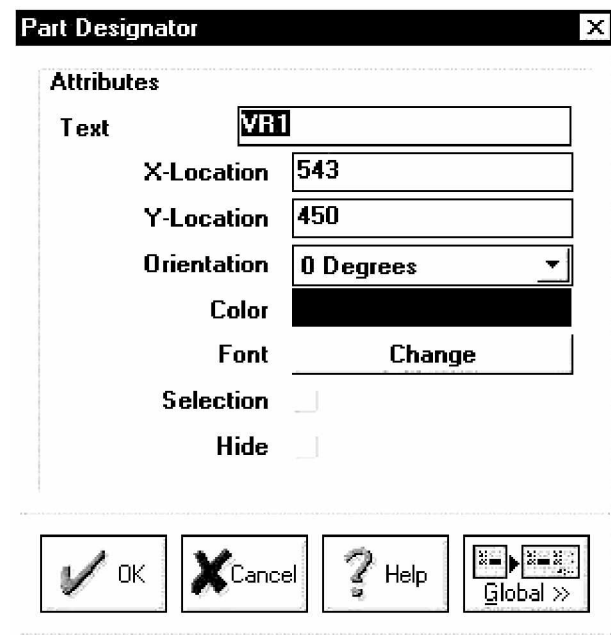 Part Designator
Attributes
Text VR1
X-Location 543
Y-Location 450
Orientation 0 Degrees
Color
Font Change
Selection
Hide
OK Cancel Help Global >>